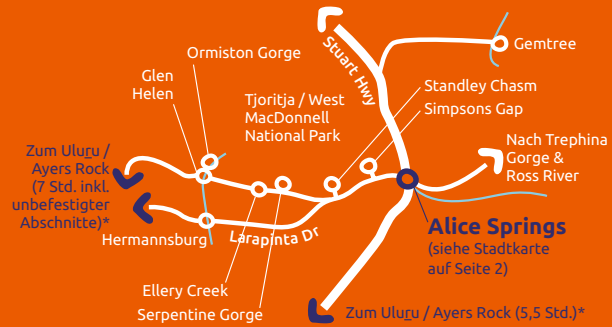 Ormiston Gorge
Glen
Helen
Stuart Hwy
Gemtree
Standley Chasm
Simpsons Gap
Tjoritja / West
MacDonnell
National Park
Nach Trephina
Gorge &
Ross River
Zum Uluṟu /
Ayers Rock
(7 Std. inkl.
unbefestigter
Abschnitte)*
Hermannsburg
Larapinta Dr
Alice Springs
(siehe Stadtkarte
auf Seite 2)
Ellery Creek
Serpentine Gorge
Zum Uluṟu / Ayers Rock (5,5 Std.)*